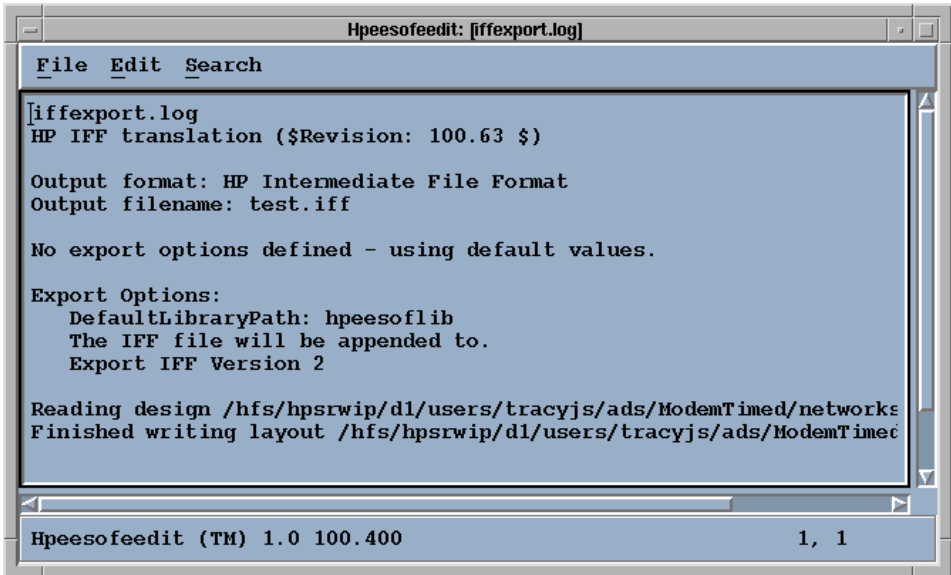 Hpeesofeedit: [iffexport.log]
File Edit Search
iffexport.log
HP IFF translation ($Revision: 100.63 $)
Output format: HP Intermediate File Format
Output filename: test.iff
No export options defined - using default values.
Export Options:
DefaultLibraryPath: hpeesoflib
The IFF file will be appended to.
Export IFF Version 2
Reading design /hfs/hpsrwip/d1/users/tracyjs/ads/ModemTimed/networks
Finished writing layout /hfs/hpsrwip/d1/users/tracyjs/ads/ModemTimed
Hpeesofeedit (TM) 1.0 100.400 1, 1